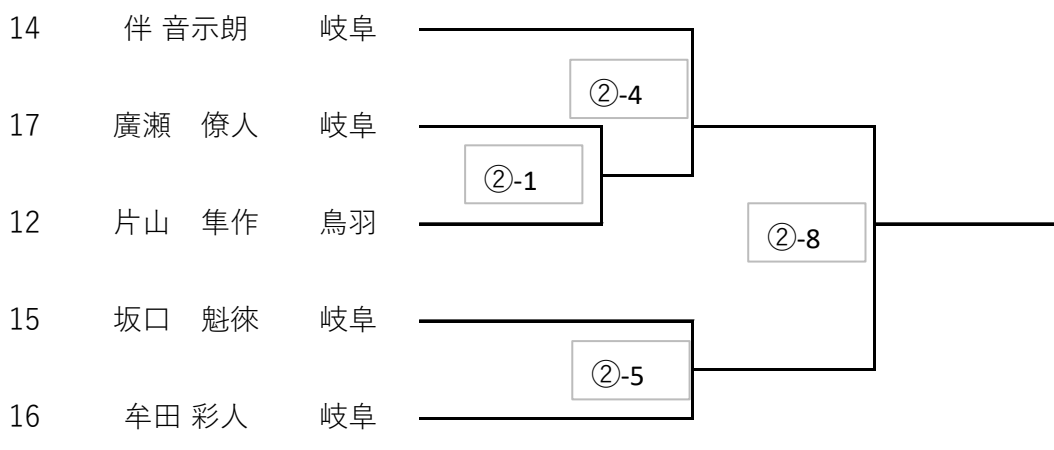 14 伴 音示朗 岐阜
②-4
17 廣瀬　僚人 岐阜
②-1
12 片山　隼作 鳥羽
②-8
15 坂口　魁徠 岐阜
②-5
16 牟田 彩人 岐阜